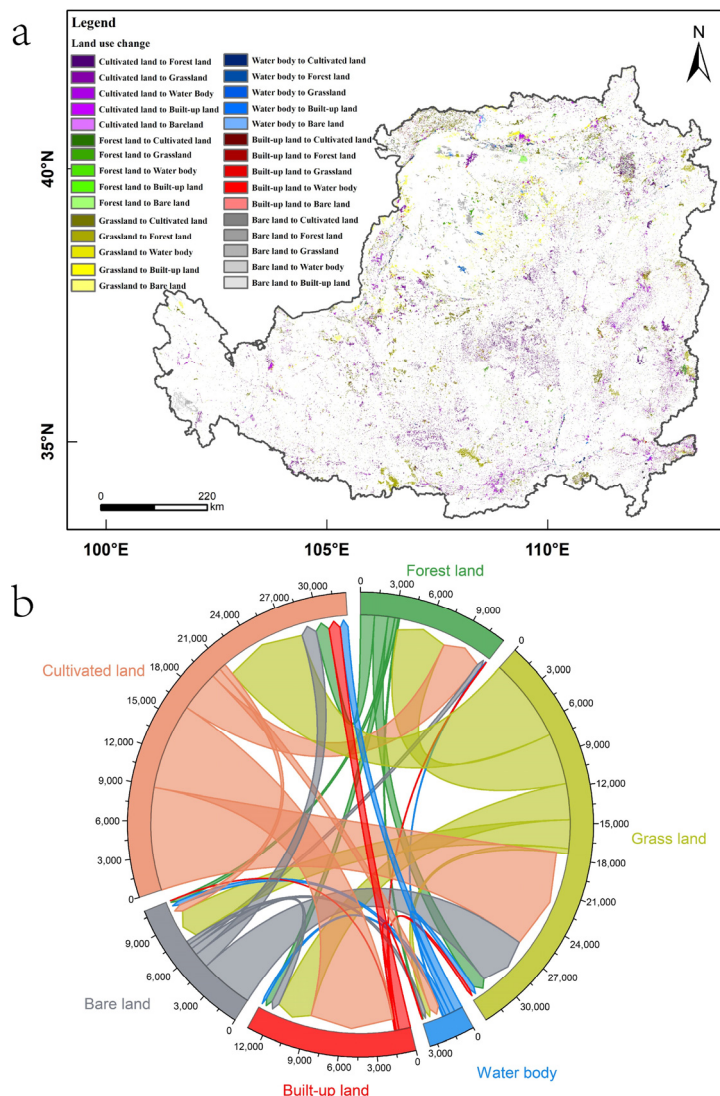 a
Legend
Land use change
Cultivated land to Forest land
Cultivated land to Grassland
Cultivated land to Water Body
Cultivated land to Built-up land
Cultivated land to Bareland
Forest land to Cultivated land
Forest land to Grassland
Forest land to Water body
Forest land to Built-up land
Forest land to Bare land
Grassland to Cultivated land
Grassland to Forest land
Grassland to Water body
Grassland to Built-up land
Grassland to Bare land
Water body to Cultivated land
Water body to Forest land
Water body to Grassland
Water body to Built-up land
Water body to Bare land
Built-up land to Cultivated land
Built-up land to Forest land
Built-up land to Grassland
Built-up land to Water body
Built-up land to Bare land
Bare land to Cultivated land
Bare land to Forest land
Bare land to Grassland
Bare land to Water body
Bare land to Built-up land
N
40°N
35°N
0 220
km
100°E 105°E 110°E
b
Forest land
0
3,000
6,000
9,000
Grass land
0
3,000
6,000
9,000
12,000
15,000
18,000
21,000
24,000
27,000
30,000
Water body
0
3,000
Built-up land
0
3,000
6,000
9,000
12,000
Bare land
0
3,000
6,000
9,000
Cultivated land
0
3,000
6,000
9,000
12,000
15,000
18,000
21,000
24,000
27,000
30,000